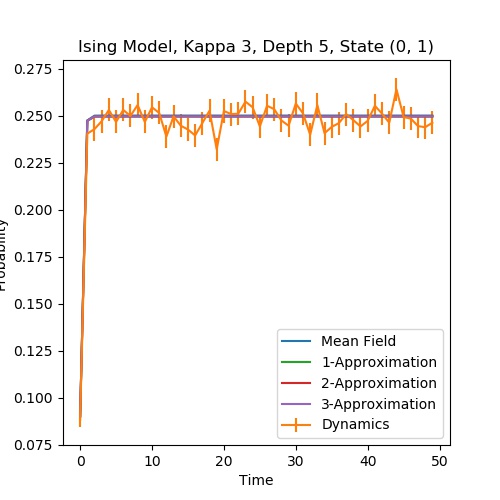 Ising Model, Kappa 3, Depth 5, State (0, 1)
0.275
0.250
0.225
0.200
0.175
0.150
0.125
0.100
0.075
Probability
Mean Field
1-Approximation
2-Approximation
3-Approximation
Dynamics
0 10 20 30 40 50
Time